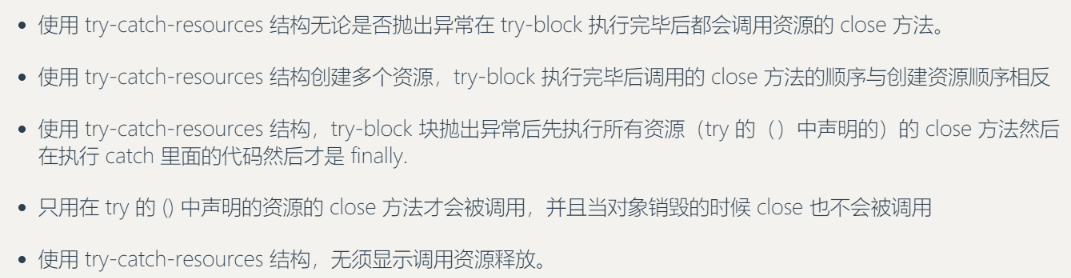 使用 try-catch-resources 结构无论是否抛出异常在 try-block 执行完毕后都会调用资源的 close 方法。
使用 try-catch-resources 结构创建多个资源，try-block 执行完毕后调用的 close 方法的顺序与创建资源顺序相反
使用 try-catch-resources 结构，try-block 块抛出异常后先执行所有资源（try 的（）中声明的）的 close 方法然后
在执行 catch 里面的代码然后才是 finally.
只用在 try 的 () 中声明的资源的 close 方法才会被调用，并且当对象销毁的时候 close 也不会被调用
使用 try-catch-resources 结构，无须显示调用资源释放。